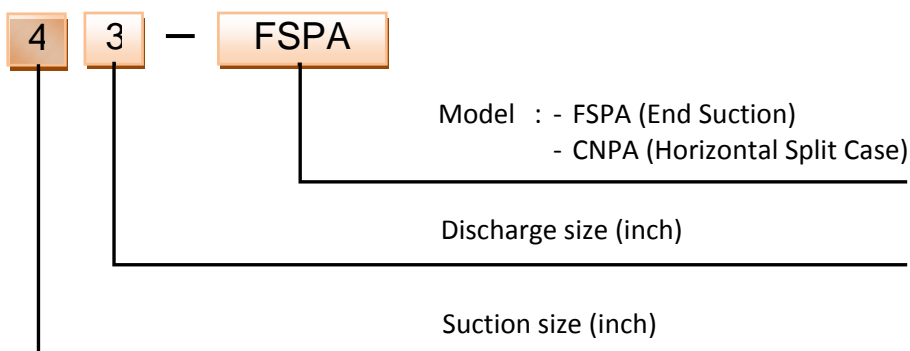 4 3 – FSPA
Model : - FSPA (End Suction)
- CNPA (Horizontal Split Case)
Discharge size (inch)
Suction size (inch)